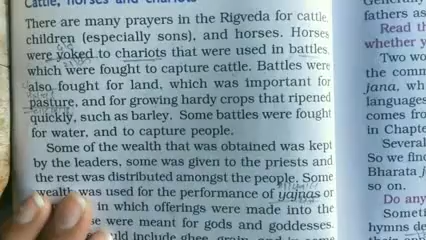 Cattle, horses and chariots
There are many prayers in the Rigveda for cattle,
children (especially sons), and horses. Horses
were yoked to chariots that were used in battles,
which were fought to capture cattle. Battles were
also fought for land, which was important for
pasture, and for growing hardy crops that ripened
quickly, such as barley. Some battles were fought
for water, and to capture people.
Some of the wealth that was obtained was kept
by the leaders, some was given to the priests and
the rest was distributed amongst the people. Some
wealth was used for the performance of yajnas or
in which offerings were made into the
were meant for gods and goddesses.
include ghee, grain, and in some
fathers as
Read th
whether y
Two wo
the comm
jana, wh
languages
comes fro
in Chapte
Several
So we find
Bharata j
so on.
Do any
Someti
hymns de